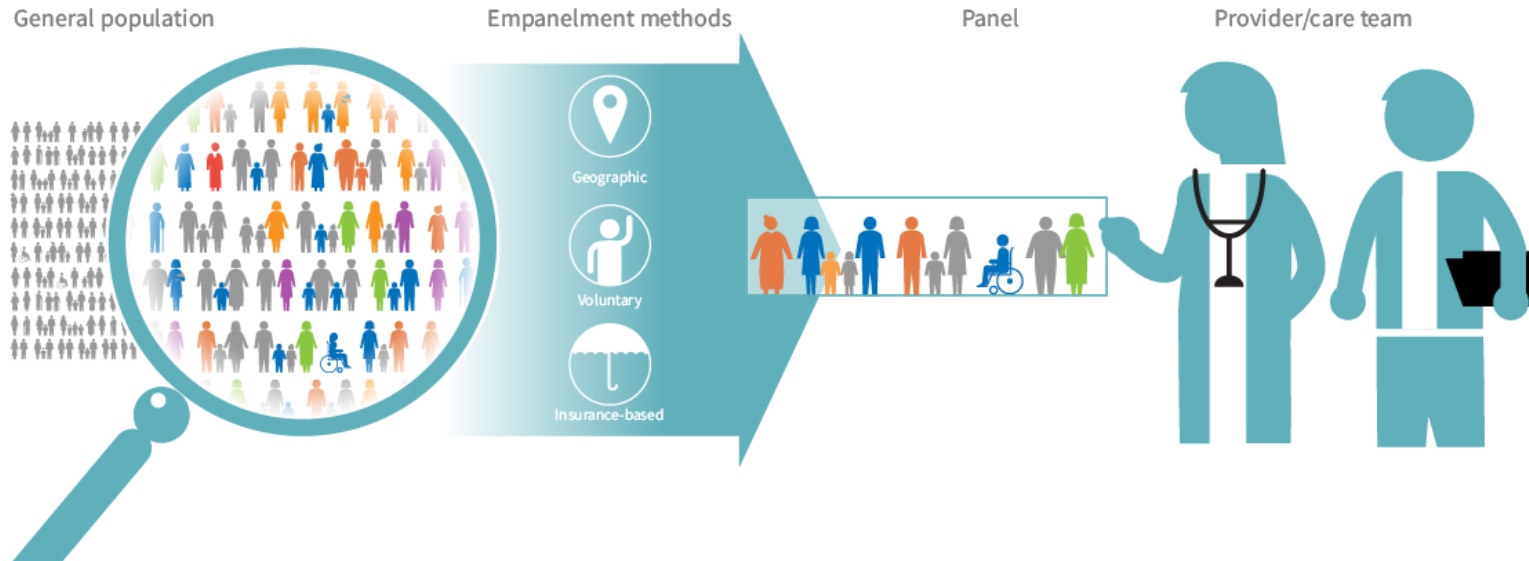 General population
Empanelment methods
Panel
Provider/care team
Geographic
Voluntary
Insurance-based